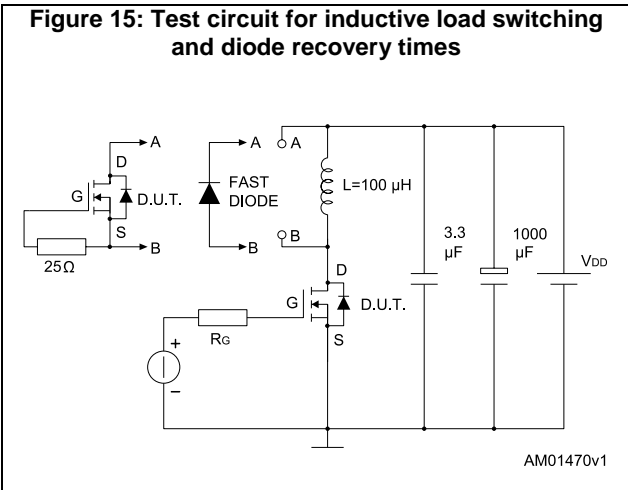 Figure 15: Test circuit for inductive load switching
and diode recovery times
A
D
G
D.U.T.
S
B
25Ω
A
FAST
DIODE
B
A
L=100 µH
B
D
G
D.U.T.
S
RG
+
−
3.3
µF
1000
µF
VDD
AM01470v1